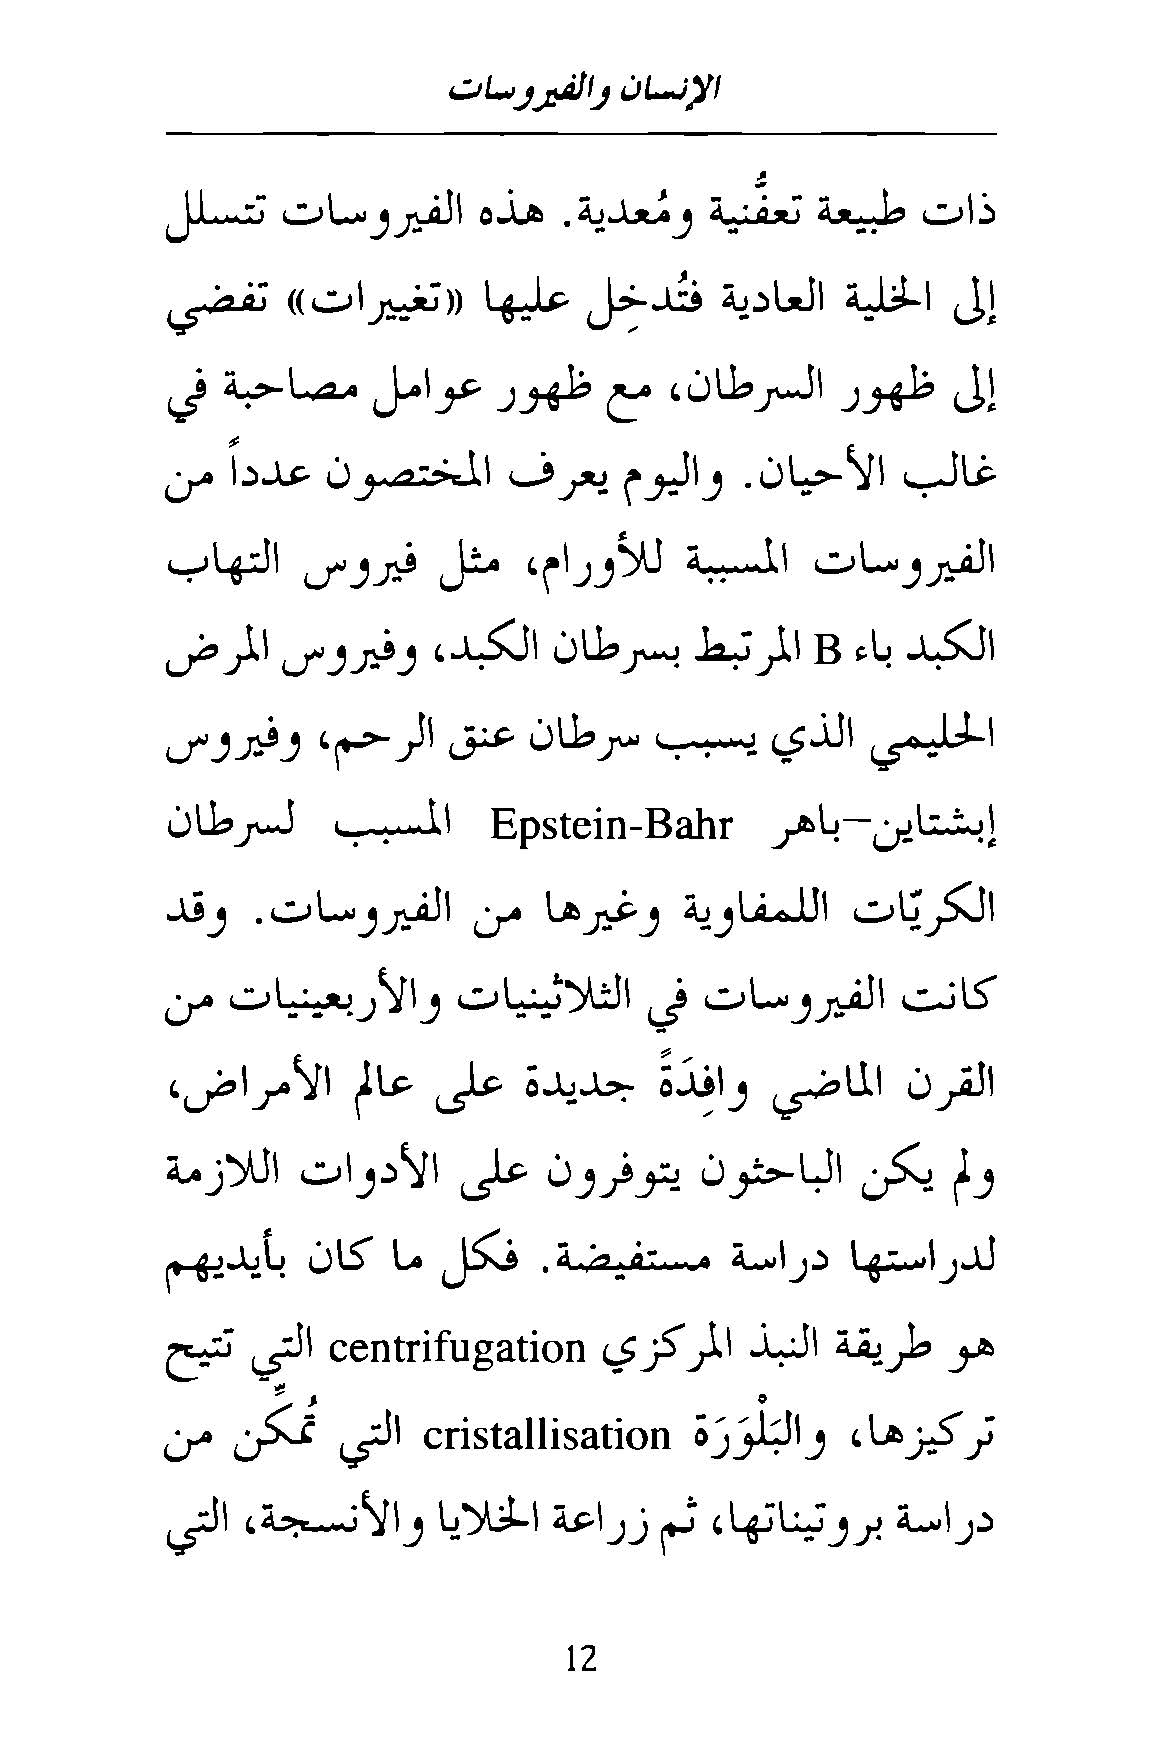 الإنسان والفيروسات
ذات طبيعة تعفُّنية ومُعدية. هذه الفيروسات تتسلل
إلى الخلية العادية فتُدخِل عليها «تغييرات» تفضي
إلى ظهور السرطان، مع ظهور عوامل مصاحبة في
غالب الأحيان. واليوم يعرف المختصون عدداً من
الفيروسات المسببة للأورام، مثل فيروس التهاب
الكبد باء B المرتبط بسرطان الكبد، وفيروس المرض
الحليمي الذي يسبب سرطان عنق الرحم، وفيروس
إبشتاين-باهر Epstein-Bahr المسبب لسرطان
الكريّات اللمفاوية وغيرها من الفيروسات. وقد
كانت الفيروسات في الثلاثينيات والأربعينيات من
القرن الماضي وافِدَةً جديدة على عالم الأمراض،
ولم يكن الباحثون يتوفرون على الأدوات اللازمة
لدراستها دراسة مستفيضة. فكل ما كان بأيديهم
هو طريقة النبذ المركزي centrifugation التي تتيح
تركيزها، والبَلْوَرَة cristallisation التي تُمكِّن من
دراسة بروتيناتها، ثم زراعة الخلايا والأنسجة، التي
12